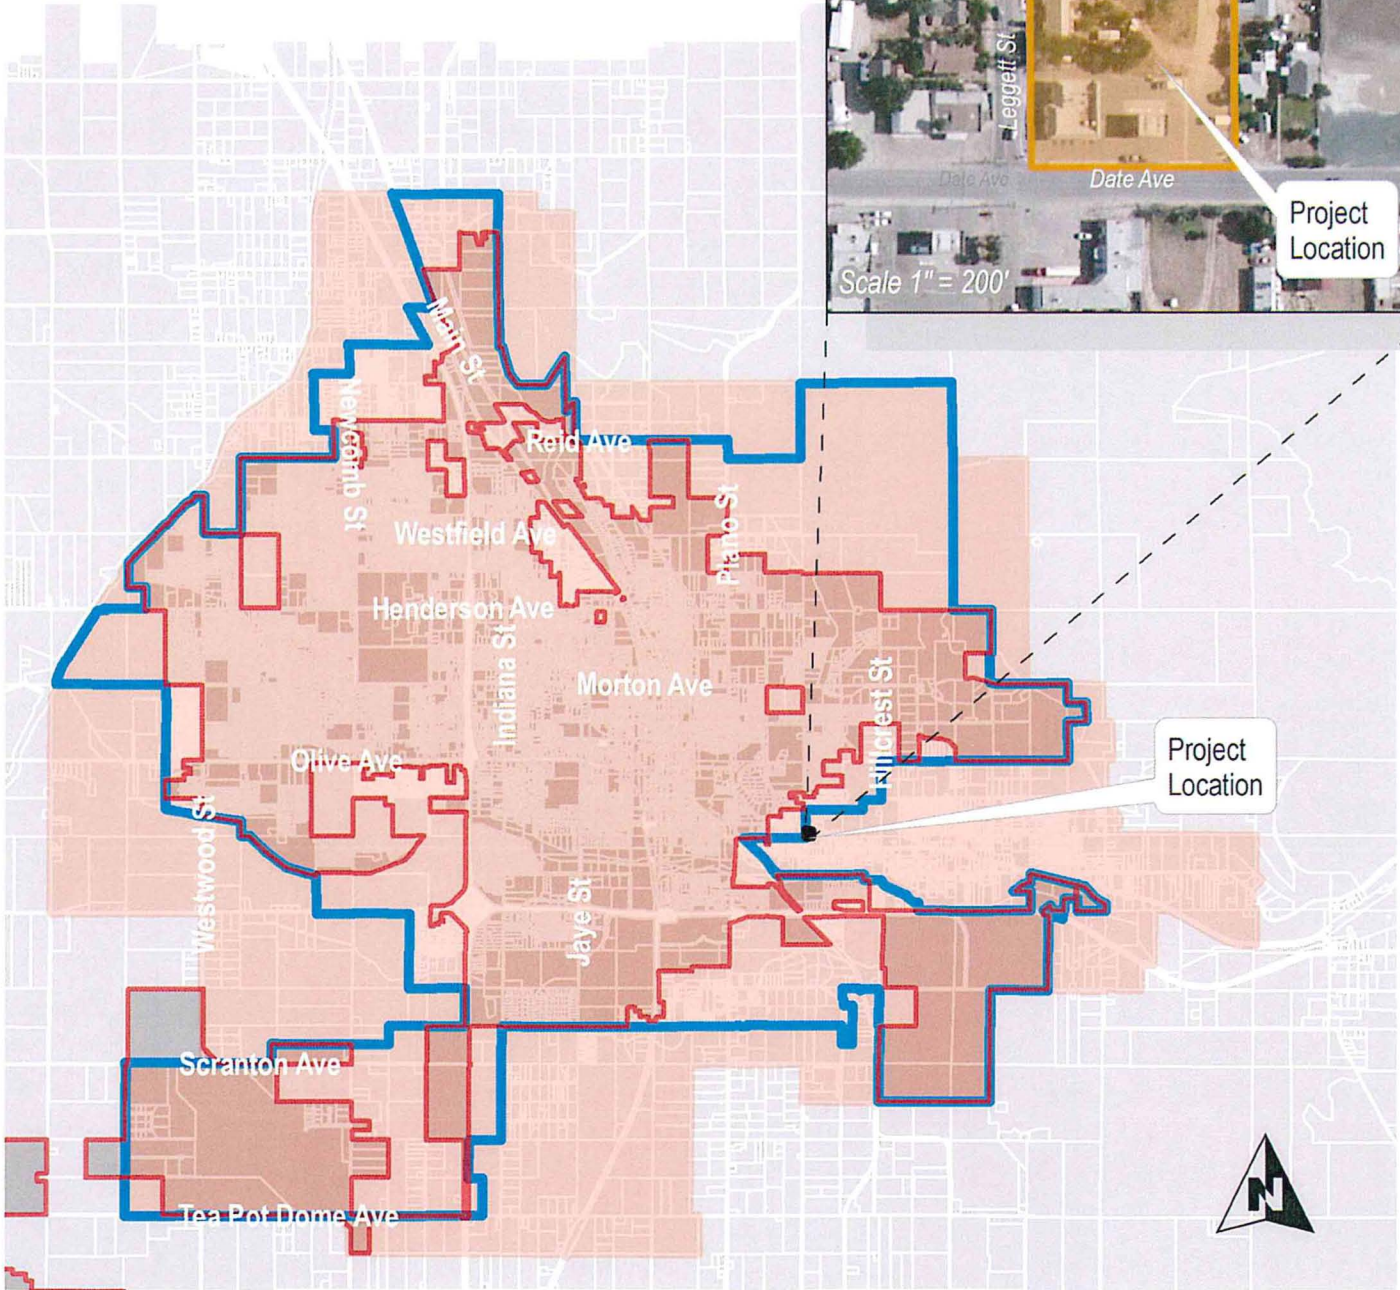 Leggett St
Date Ave
Date Ave
Project
Location
Scale 1" = 200'
Main St
Newcomb St
Reid Ave
Plano St
Westfield Ave
Henderson Ave
Indiana St
Morton Ave
Hillcrest St
Olive Ave
Project
Location
Westwood St
Jaye St
Scranton Ave
Tea Pot Dome Ave
N